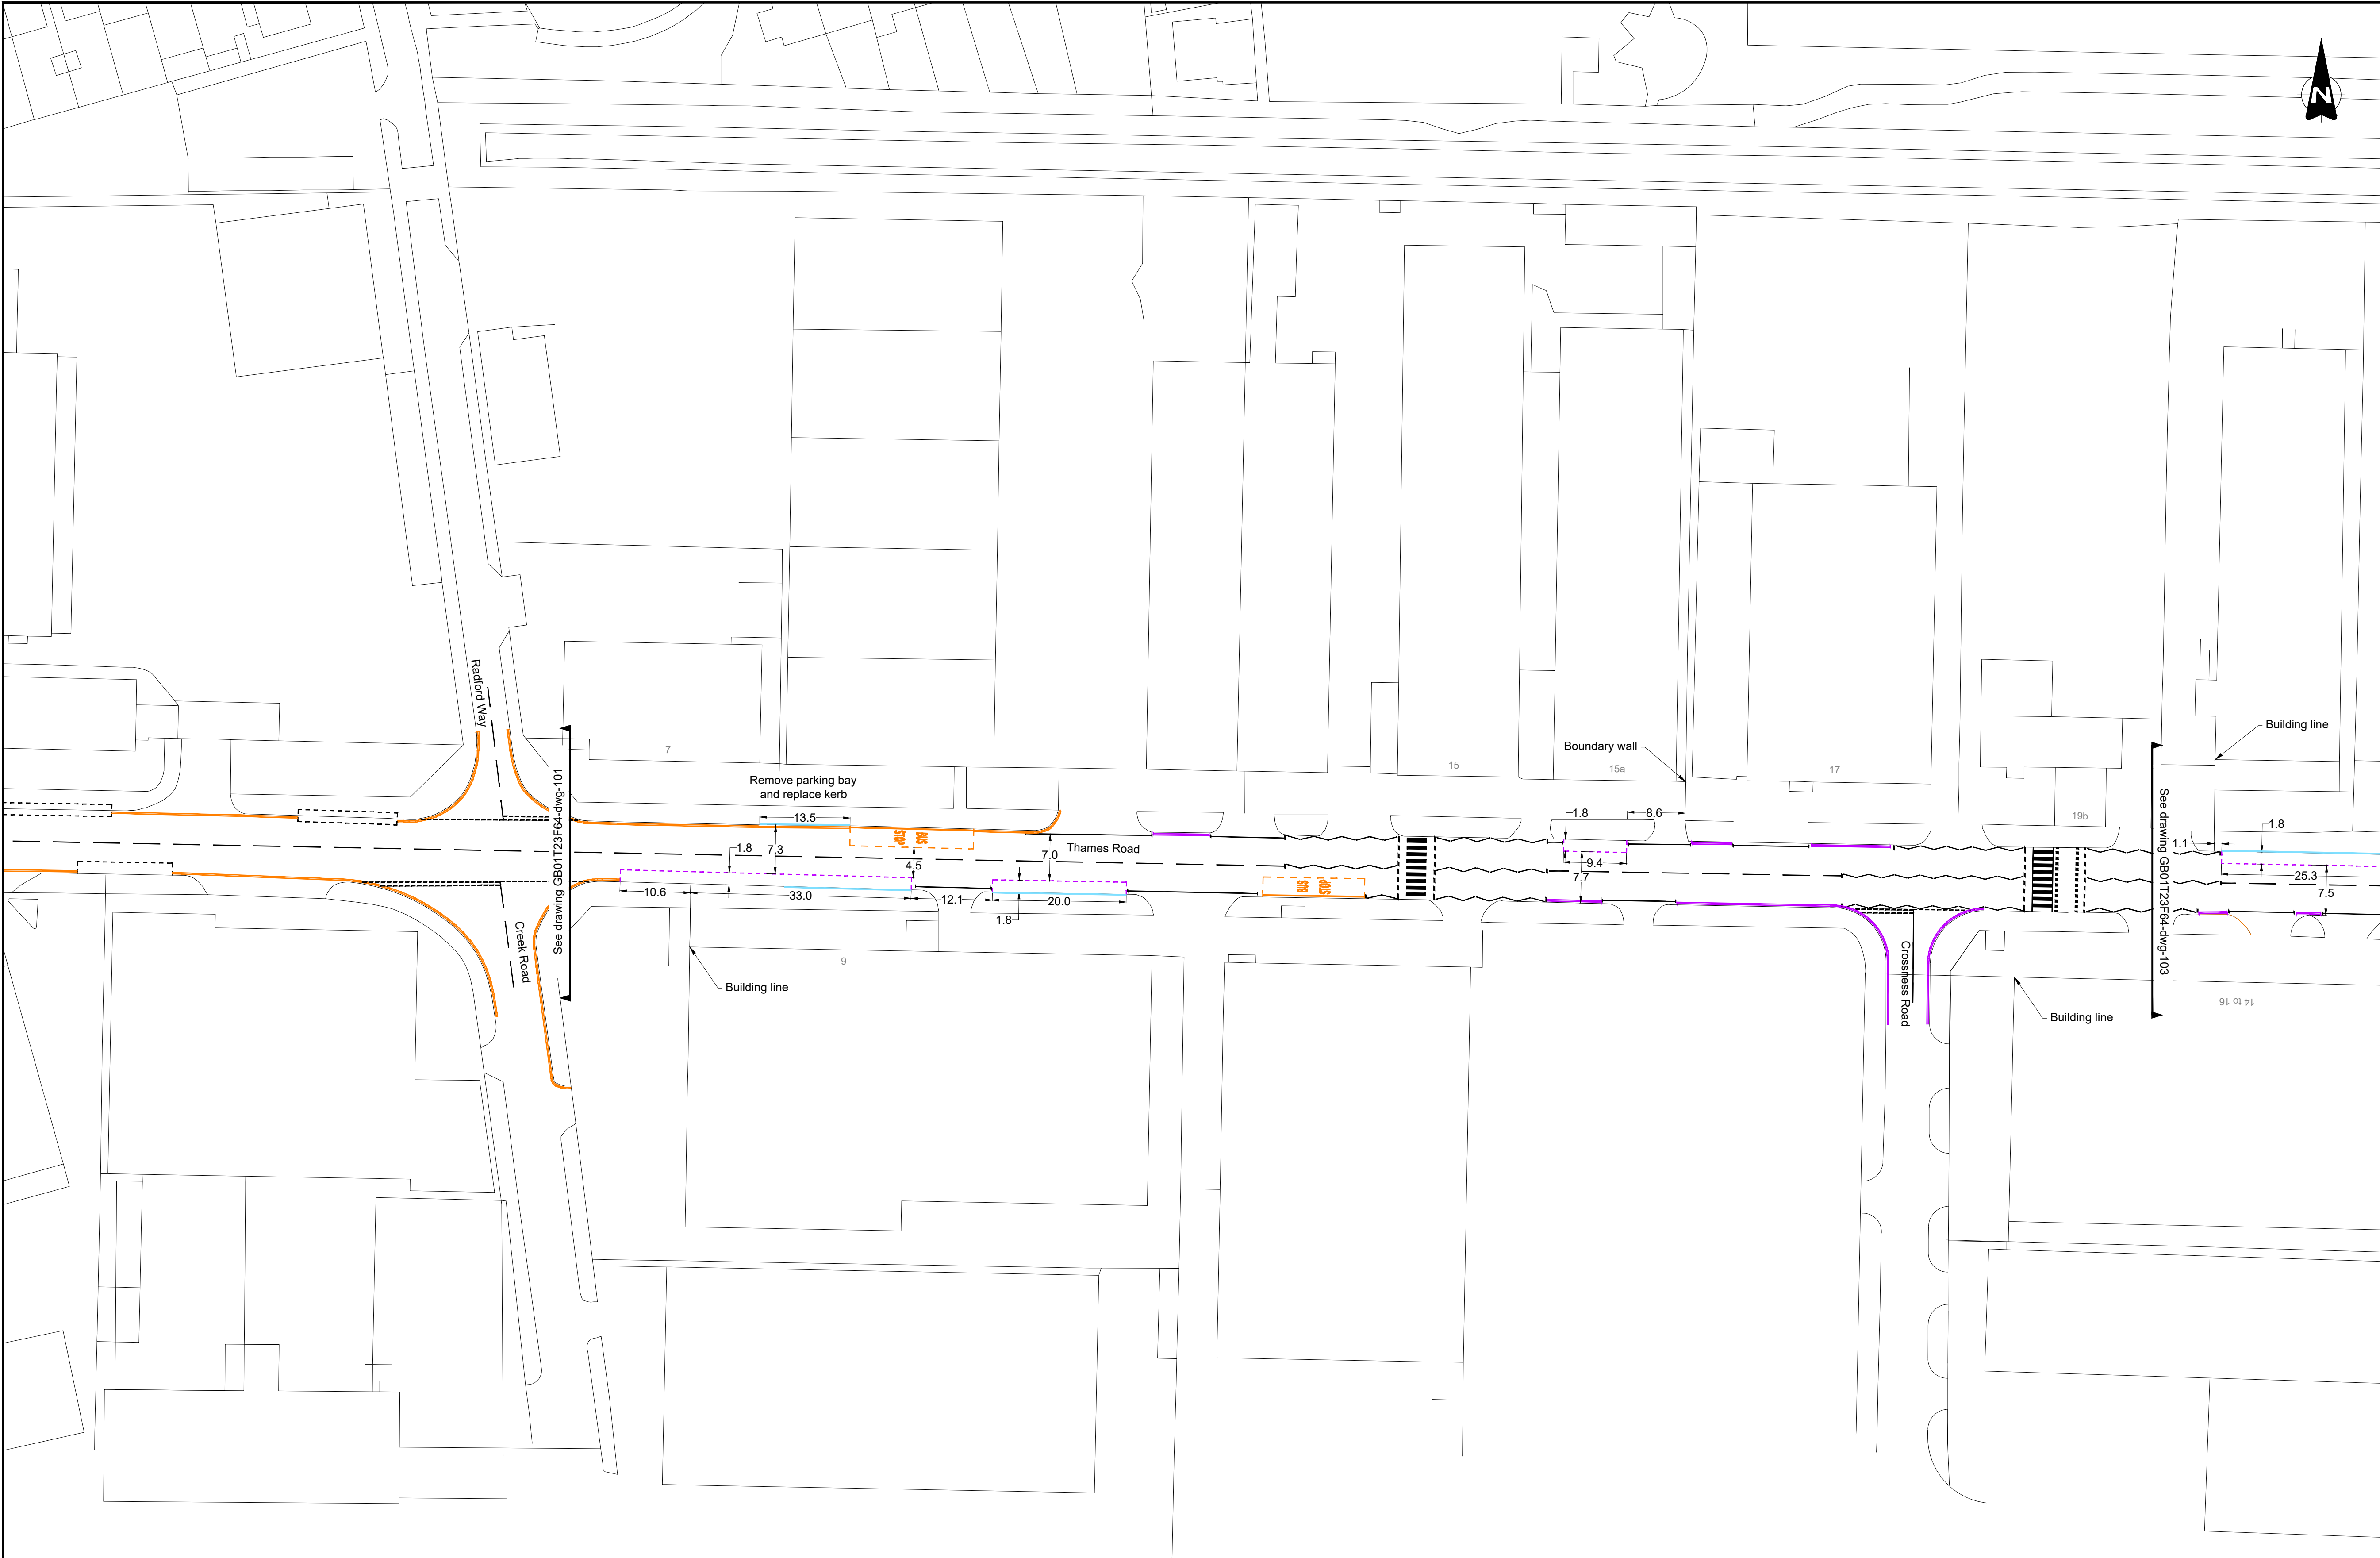 N
Radford Way
See drawing GB01T23F64-dwg-101
7
Remove parking bay
and replace kerb
13.5
BUS
STOP
1.8
7.3
4.5
7.0
Thames Road
10.6
33.0
12.1
20.0
1.8
BUS
STOP
Creek Road
Building line
9
15
Boundary wall
15a
17
1.8
8.6
9.4
7.7
Crossness Road
19b
Building line
See drawing GB01T23F64-dwg-103
Building line
1.1
1.8
25.3
7.5
14 to 16